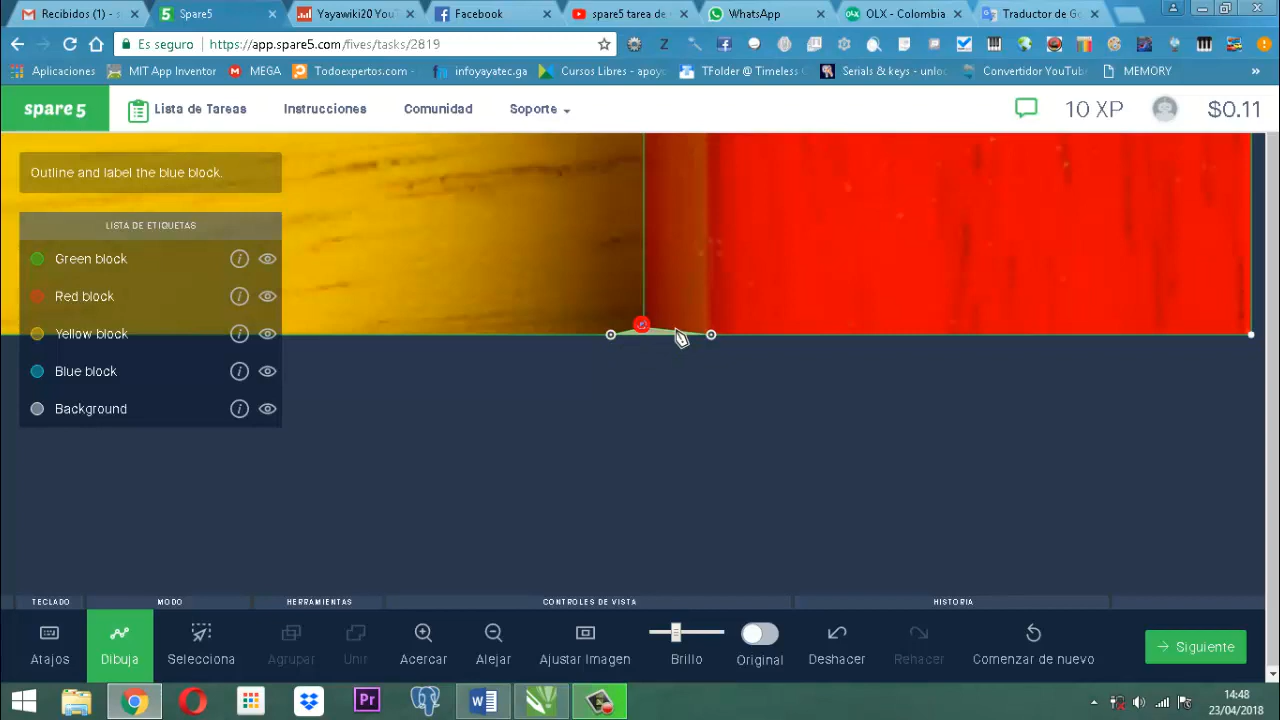 Recibidos (1) -
Spare5
Yayawiki20 YouT
Facebook
spare5 tarea de
WhatsApp
OLX - Colombia
Traductor de Go
Es seguro
https://app.spare5.com/fives/tasks/2819
Aplicaciones
MIT App Inventor
MEGA
Todoexpertos.com -
infoyayatec.ga
Cursos Libres - apoy
TFolder @ Timeless
Serials & keys - unlo
Convertidor YouTub
MEMORY
»
spare5
Lista de Tareas
Instrucciones
Comunidad
Soporte
10 XP
$0.11
Outline and label the blue block.
LISTA DE ETIQUETAS
Green block
Red block
Yellow block
Blue block
Background
TECLADO
MODO
HERRAMIENTAS
CONTROLES DE VISTA
HISTORIA
Atajos
Dibuja
Selecciona
Agrupar
Unir
Acercar
Alejar
Ajustar Imagen
Brillo
Original
Deshacer
Rehacer
Comenzar de nuevo
Siguiente
Pr
14:48
23/04/2018